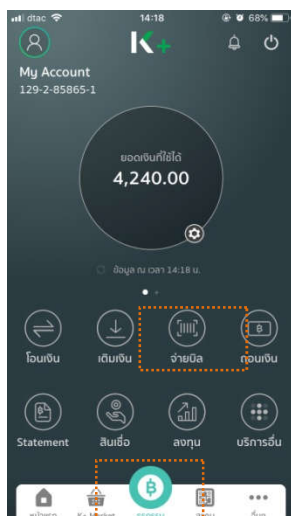 dtac 14:18 68%
K+
My Account
129-2-85865-1
ยอดเงินที่ใช้ได้
4,240.00
ข้อมูล ณ เวลา 14:18 น.
โอนเงิน เติมเงิน จ่ายบิล ถอนเงิน
Statement สินเชื่อ ลงทุน บริการอื่น